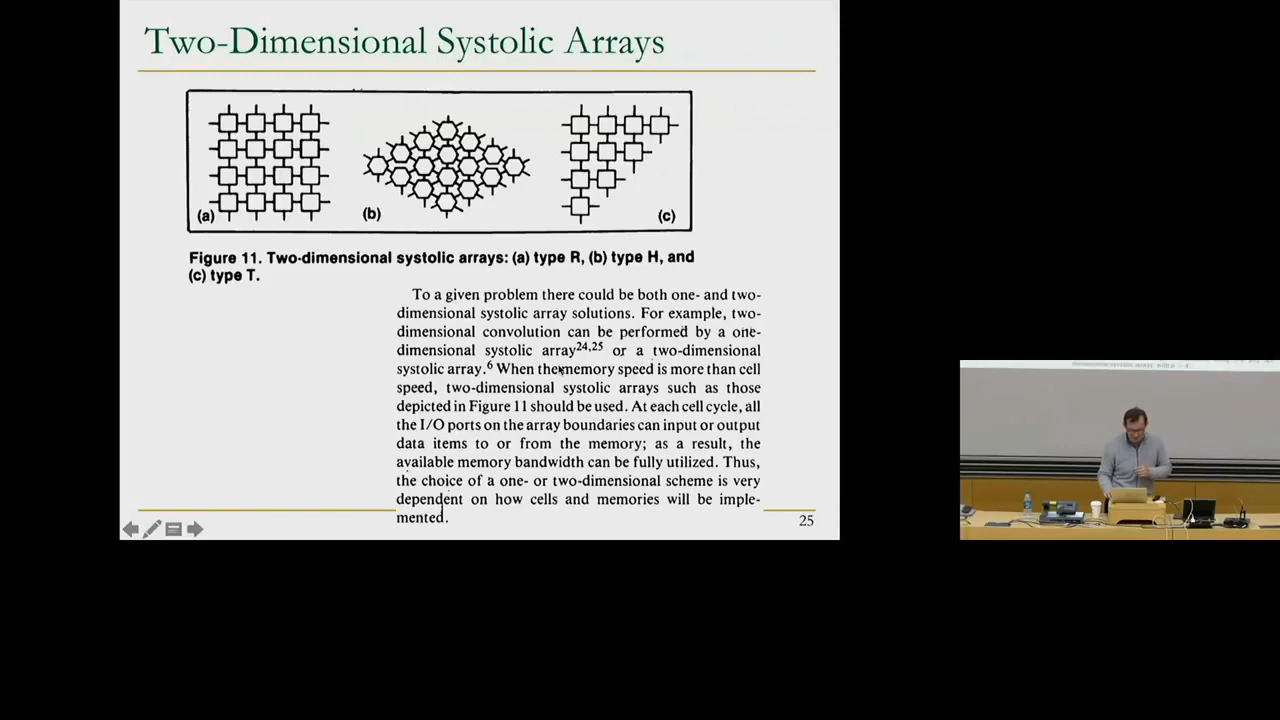 Two-Dimensional Systolic Arrays
(a)
(b)
(c)
Figure 11. Two-dimensional systolic arrays: (a) type R, (b) type H, and
(c) type T.
To a given problem there could be both one- and two-
dimensional systolic array solutions. For example, two-
dimensional convolution can be performed by a one-
dimensional systolic array24,25 or a two-dimensional
systolic array.6 When the memory speed is more than cell
speed, two-dimensional systolic arrays such as those
depicted in Figure 11 should be used. At each cell cycle, all
the I/O ports on the array boundaries can input or output
data items to or from the memory; as a result, the
available memory bandwidth can be fully utilized. Thus,
the choice of a one- or two-dimensional scheme is very
dependent on how cells and memories will be imple-
mented.
25